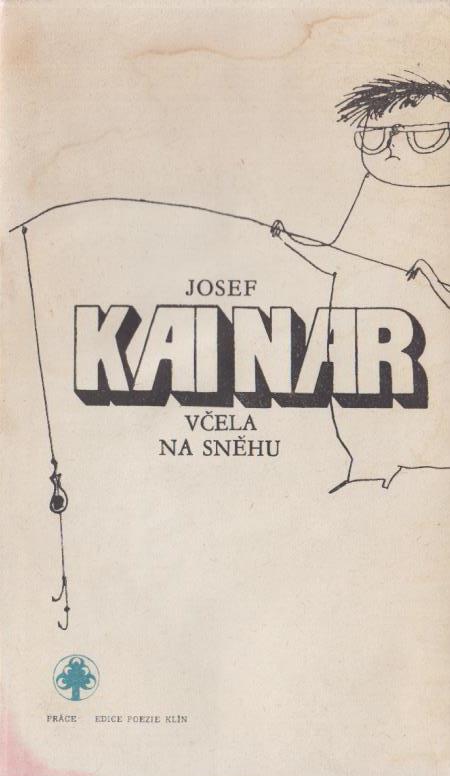 JOSEF
KAINAR
VČELA
NA SNĚHU
PRÁCE EDICE POEZIE KLÍN